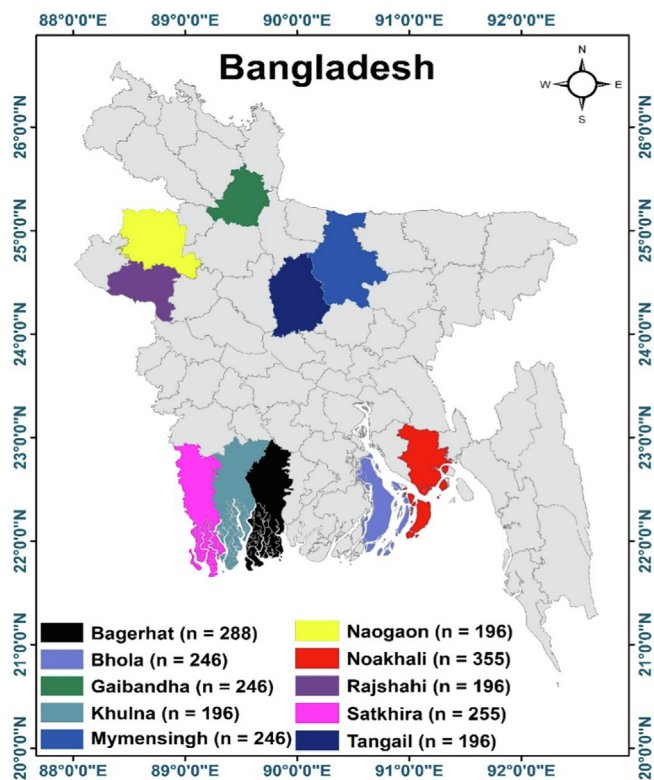 88°0'0"E 89°0'0"E 90°0'0"E 91°0'0"E 92°0'0"E
Bangladesh
N
W E
S
26°0'0"N 26°0'0"N
25°0'0"N 25°0'0"N
24°0'0"N 24°0'0"N
23°0'0"N 23°0'0"N
22°0'0"N 22°0'0"N
21°0'0"N 21°0'0"N
20°0'0"N 20°0'0"N
Bagerhat (n = 288) Naogaon (n = 196)
Bhola (n = 246) Noakhali (n = 355)
Gaibandha (n = 246) Rajshahi (n = 196)
Khulna (n = 196) Satkhira (n = 255)
Mymensingh (n = 246) Tangail (n = 196)
88°0'0"E 89°0'0"E 90°0'0"E 91°0'0"E 92°0'0"E